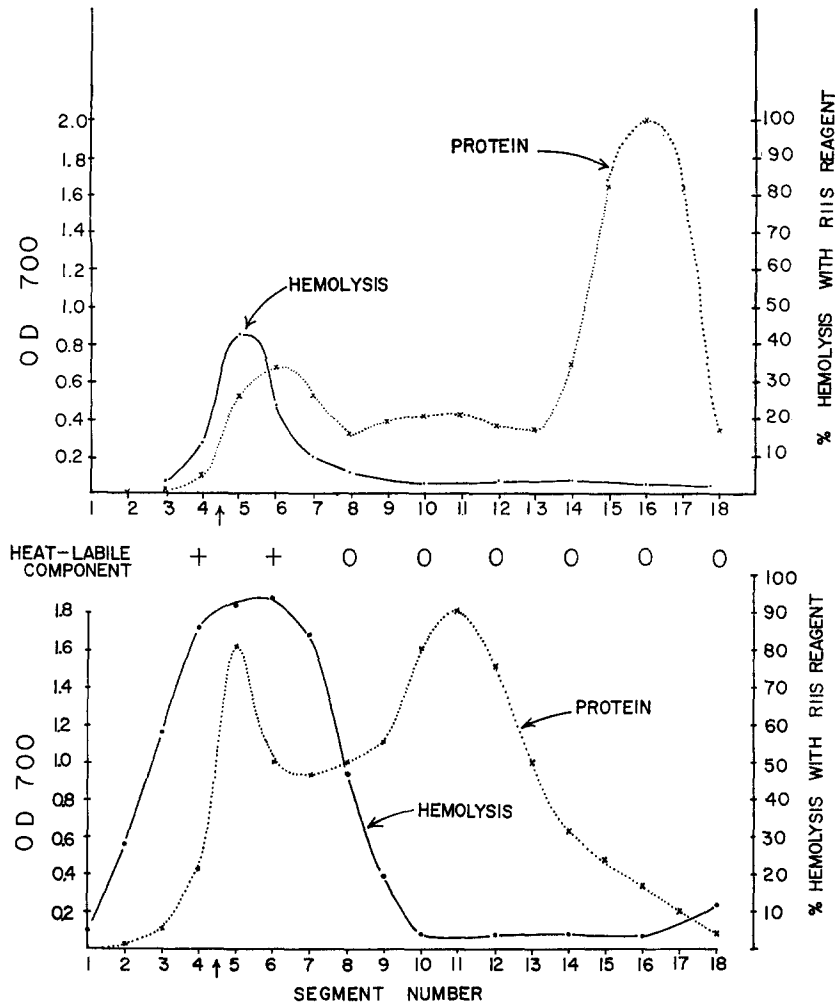 2.0
1.8
1.6
1.4
1.2
1.0
0.8
0.6
0.4
0.2
OD 700
100
90
80
70
60
50
40
30
20
10
% HEMOLYSIS WITH RIIS REAGENT
PROTEIN
HEMOLYSIS
1 2 3 4 5 6 7 8 9 10 11 12 13 14 15 16 17 18
HEAT-LABILE
COMPONENT
+ + O O O O O O
1.8
1.6
1.4
1.2
1.0
0.8
0.6
0.4
0.2
OD 700
100
90
80
70
60
50
40
30
20
10
% HEMOLYSIS WITH RIIS REAGENT
PROTEIN
HEMOLYSIS
1 2 3 4 5 6 7 8 9 10 11 12 13 14 15 16 17 18
SEGMENT NUMBER